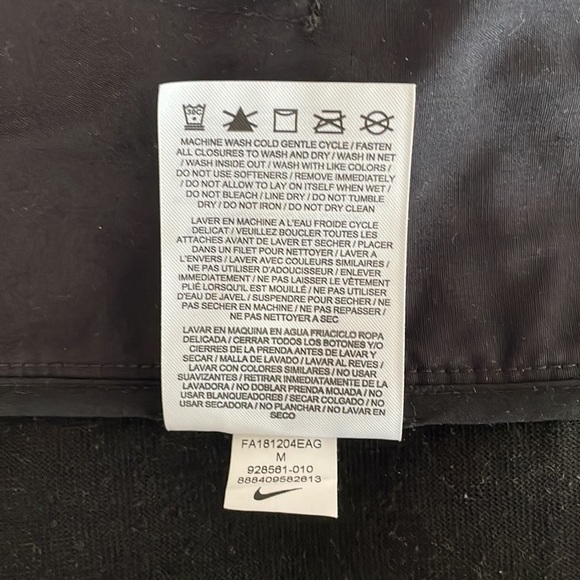 30C
MACHINE WASH COLD GENTLE CYCLE / FASTEN
ALL CLOSURES TO WASH AND DRY / WASH IN NET
/ WASH INSIDE OUT / WASH WITH LIKE COLORS /
DO NOT USE SOFTENERS / REMOVE IMMEDIATELY
/ DO NOT ALLOW TO LAY ON ITSELF WHEN WET /
DO NOT BLEACH / LINE DRY / DO NOT TUMBLE
DRY / DO NOT IRON / DO NOT DRY CLEAN
LAVER EN MACHINE A L'EAU FROIDE CYCLE
DELICAT / VEUILLEZ BOUCLER TOUTES LES
ATTACHES AVANT DE LAVER ET SECHER / PLACER
DANS UN FILET POUR NETTOYER / LAVER A
L'ENVERS / LAVER AVEC COULEURS SIMILAIRES /
NE PAS UTILISER D'ADOUCISSEUR / ENLEVER
IMMEDIATEMENT / NE PAS LAISSER LE VÊTEMENT
PLIÉ LORSQU'IL EST MOUILLÉ / NE PAS UTILISER
D'EAU DE JAVEL / SUSPENDRE POUR SECHER / NE
PAS SECHER EN MACHINE / NE PAS REPASSER /
NE PAS NETTOYER A SEC
LAVAR EN MAQUINA EN AGUA FRIA/CICLO ROPA
DELICADA / CERRAR TODOS LOS BOTONES Y/O
CIERRES DE LA PRENDA ANTES DE LAVAR Y
SECAR / MALLA DE LAVADO / LAVAR AL REVES /
LAVAR CON COLORES SIMILARES / NO USAR
SUAVIZANTES / RETIRAR INMEDIATAMENTE DE LA
LAVADORA / NO DOBLAR PRENDA MOJADA / NO
USAR BLANQUEADORES / SECAR COLGADO / NO
USAR SECADORA / NO PLANCHAR / NO LAVAR EN
SECO
FA181204EAG
M
928561-010
888409582613